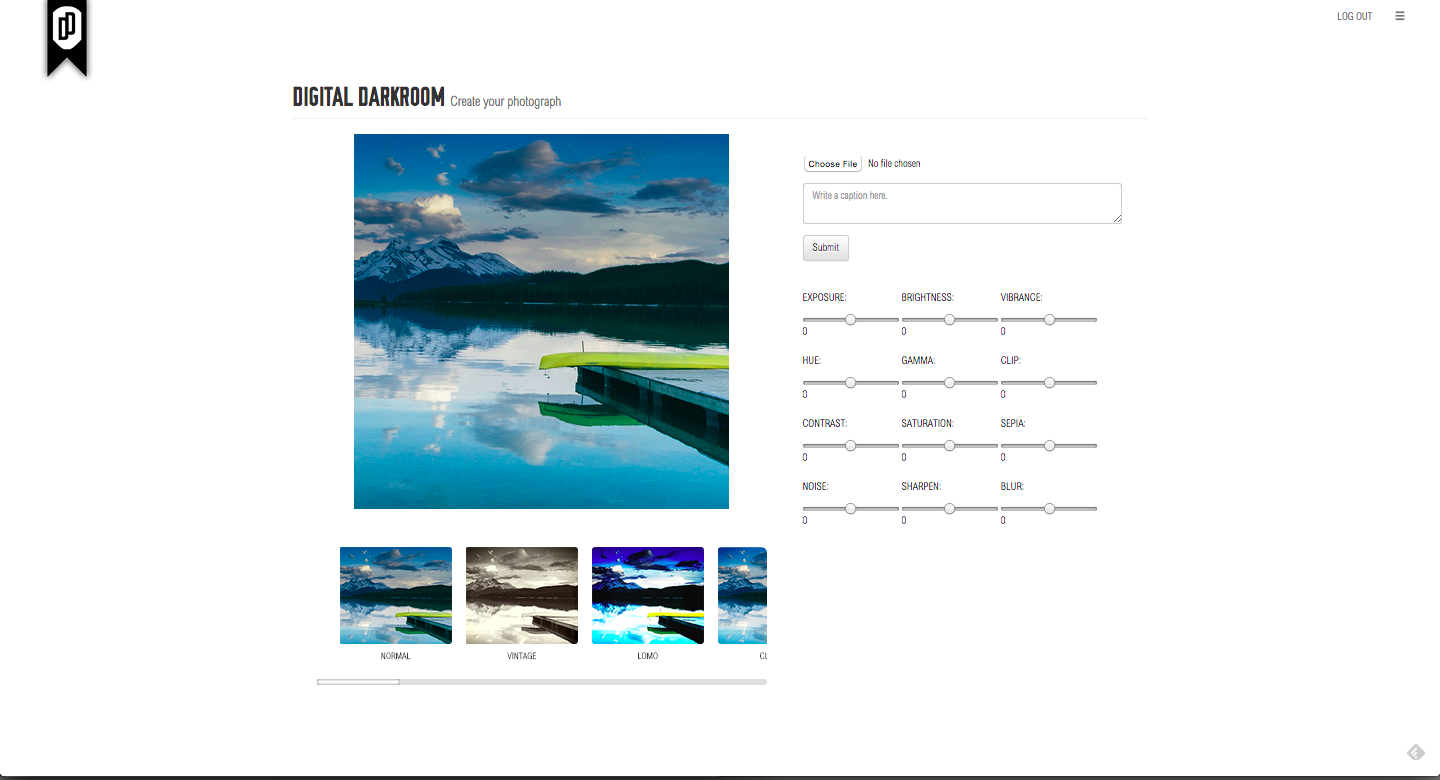 LOG OUT
DIGITAL DARKROOM Create your photograph
Choose File No file chosen
Write a caption here.
Submit
EXPOSURE: BRIGHTNESS: VIBRANCE:
0 0 0
HUE: GAMMA: CLIP:
0 0 0
CONTRAST: SATURATION: SEPIA:
0 0 0
NOISE: SHARPEN: BLUR:
0 0 0
NORMAL VINTAGE LOMO CL